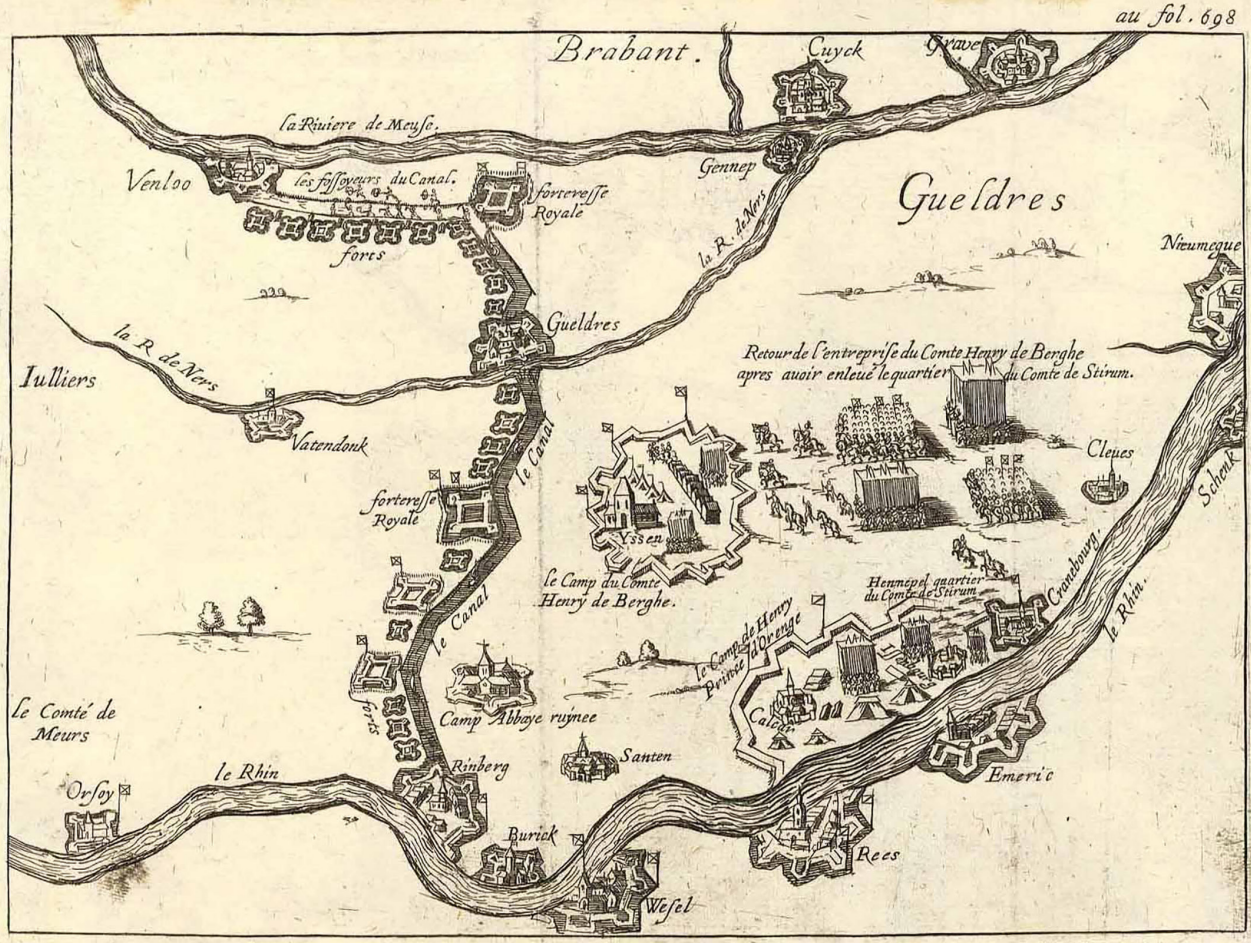 au fol. 698
Brabant.
Cuyck
Grave
la Riuiere de Meuse.
Gennep
Venloo
les fossoyeurs du Canal.
forteresse
Royale
Gueldres
forts
la R. de Ners
Nieumegue
Gueldres
la R de Ners
Retour de l'entreprise du Comte Henry de Berghe
apres auoir enleué le quartier du Comte de Stirum.
Iulliers
Vatendonk
le Canal
Cleues
Schenk
forteresse
Royale
Yssen
le Camp du Comte
Henry de Berghe.
Hennepel quartier
du Comte de Stirum
Cranebourg
le Rhin.
le Canal
le Camp de Henry
Prince d'Orenge
Calcar
Camp Abbaye ruynee
forts
le Comté de
Meurs
Santen
Emeric
le Rhin
Rinberg
Orsoy
Burick
Rees
Wesel